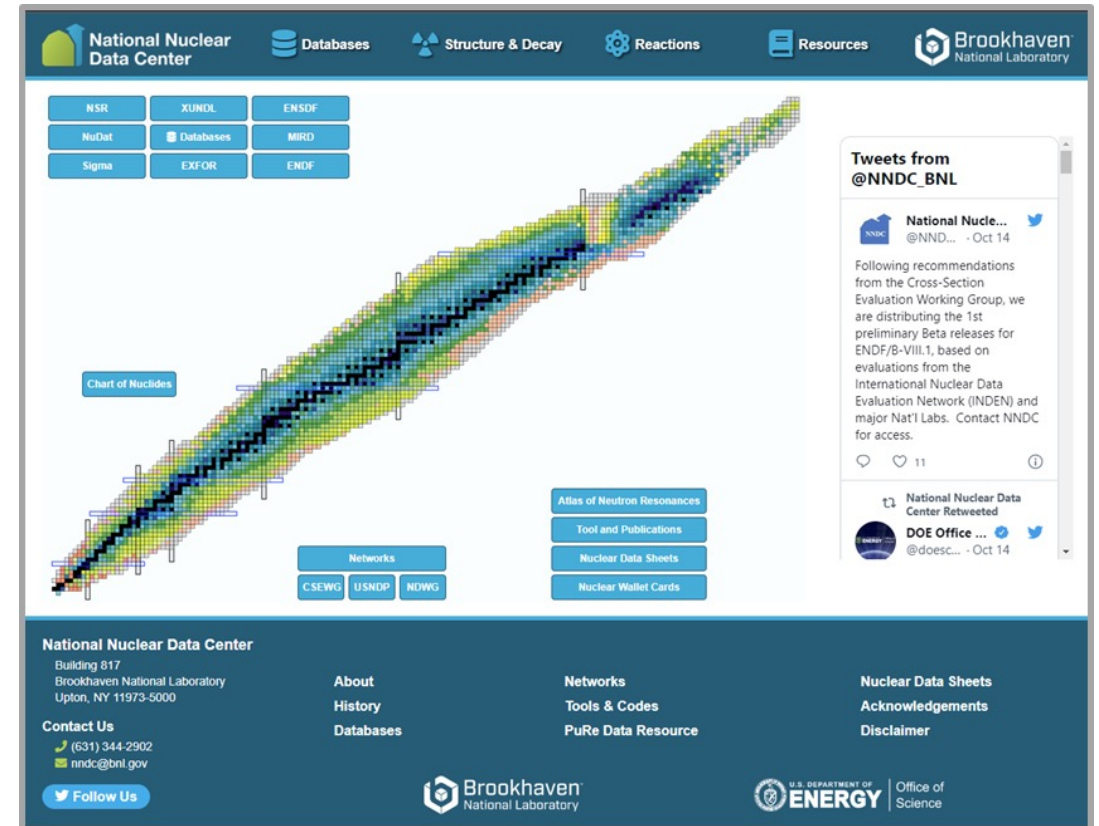 National Nuclear
Data Center
Databases
Structure & Decay
Reactions
Resources
Brookhaven
National Laboratory
NSR
XUNDL
ENSDF
NuDat
Databases
MIRD
Sigma
EXFOR
ENDF
Chart of Nuclides
Networks
CSEWG
USNDP
NDWG
Atlas of Neutron Resonances
Tool and Publications
Nuclear Data Sheets
Nuclear Wallet Cards
Tweets from
@NNDC_BNL
NNDC
National Nucle...
@NND... · Oct 14
Following recommendations
from the Cross-Section
Evaluation Working Group, we
are distributing the 1st
preliminary Beta releases for
ENDF/B-VIII.1, based on
evaluations from the
International Nuclear Data
Evaluation Network (INDEN) and
major Nat'l Labs. Contact NNDC
for access.
11
National Nuclear Data
Center Retweeted
ENERGY
DOE Office ...
@doesc... · Oct 14
National Nuclear Data Center
Building 817
Brookhaven National Laboratory
Upton, NY 11973-5000
Contact Us
(631) 344-2902
nndc@bnl.gov
Follow Us
About
History
Databases
Networks
Tools & Codes
PuRe Data Resource
Nuclear Data Sheets
Acknowledgements
Disclaimer
Brookhaven
National Laboratory
U.S. DEPARTMENT OF
ENERGY
Office of
Science